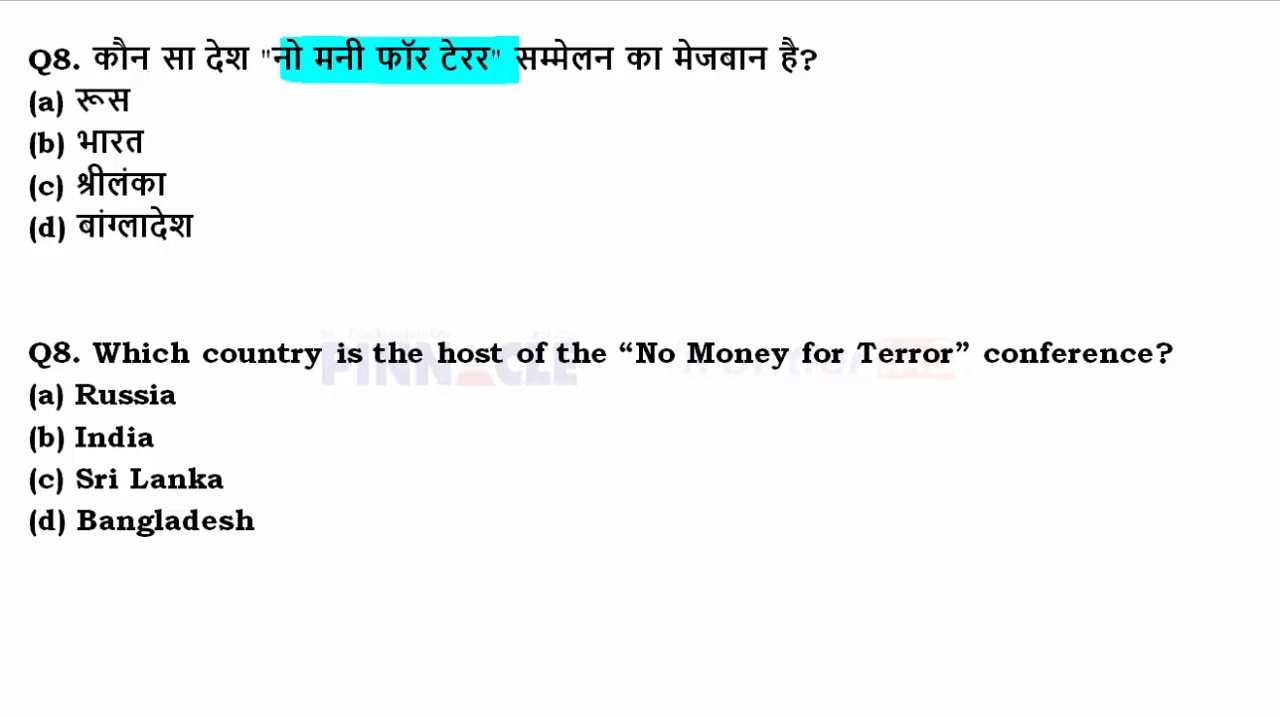 Q8. कौन सा देश "नो मनी फॉर टेरर" सम्मेलन का मेजबान है?
(a) रूस
(b) भारत
(c) श्रीलंका
(d) बांग्लादेश
Q8. Which country is the host of the “No Money for Terror” conference?
PINNACLE
(a) Russia
(b) India
(c) Sri Lanka
(d) Bangladesh